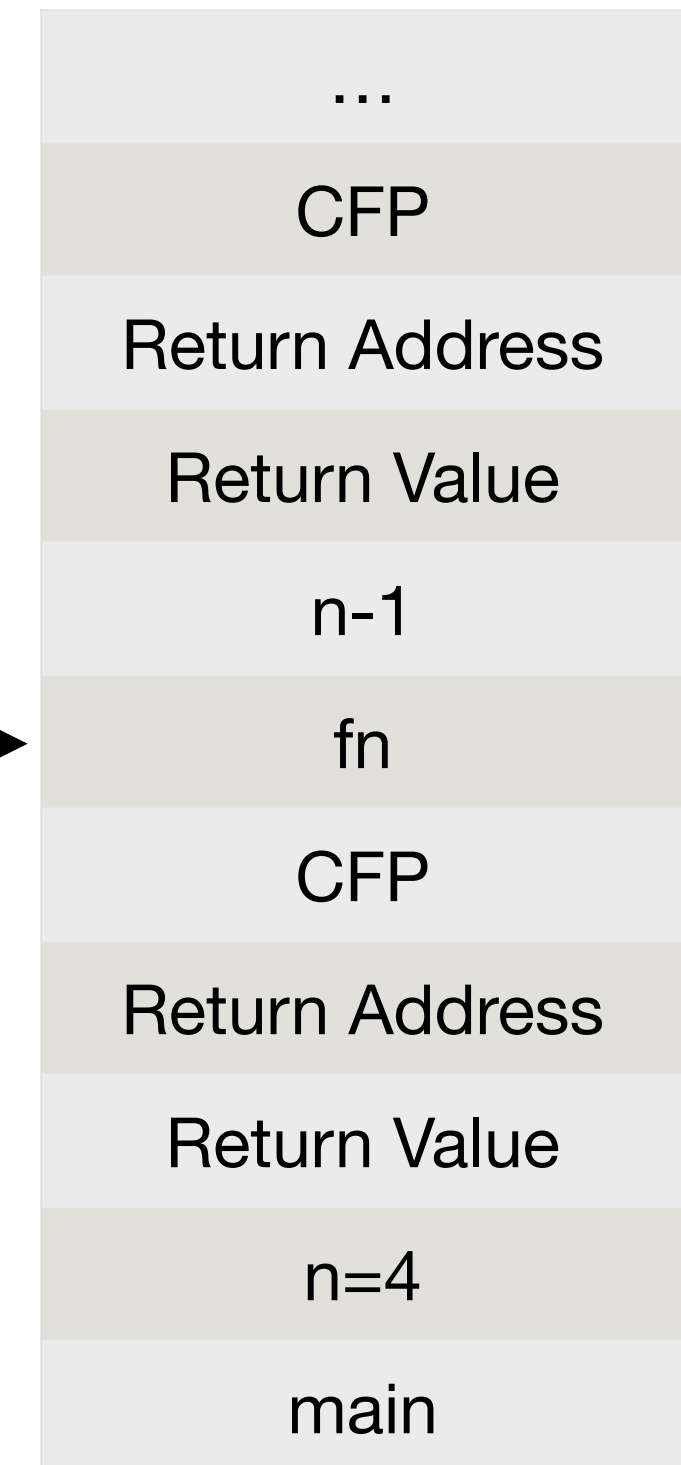 ...
CFP
Return Address
Return Value
n-1
fn
CFP
Return Address
Return Value
n=4
main